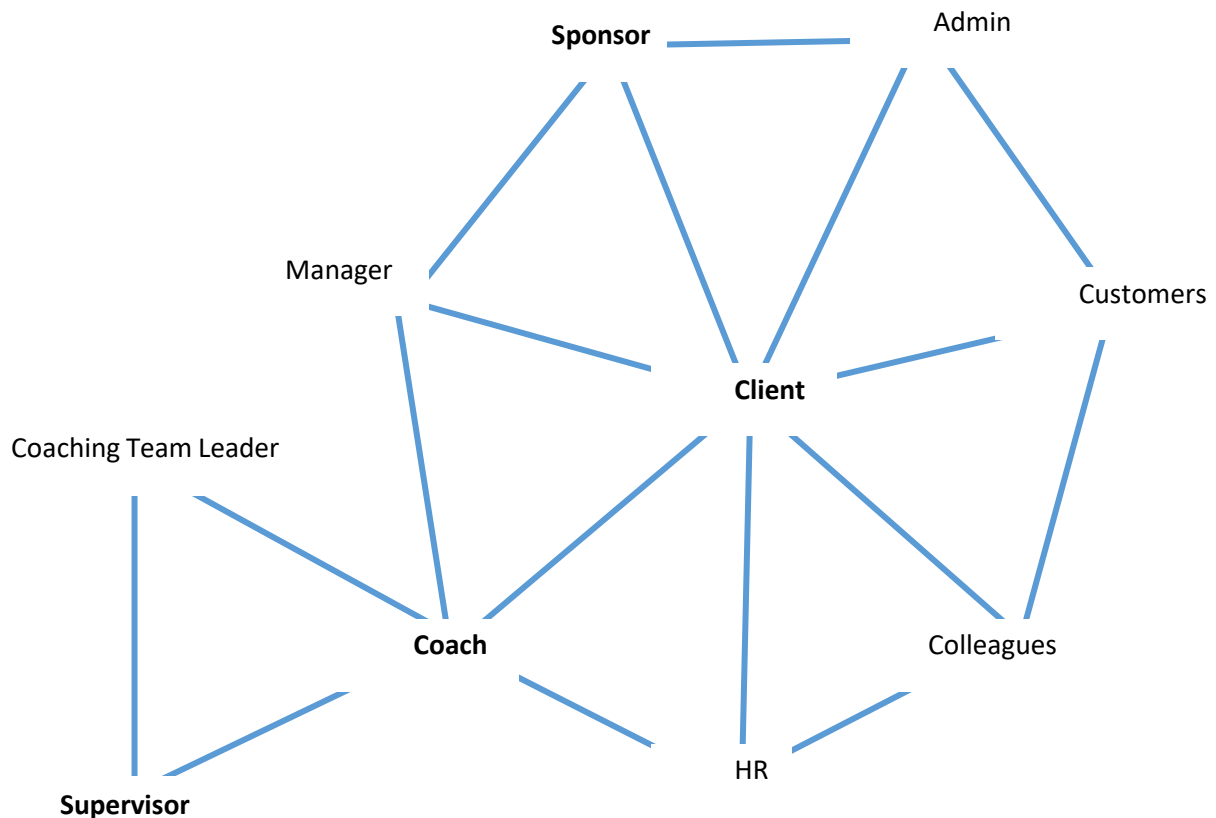 Sponsor
Admin
Manager
Customers
Client
Coaching Team Leader
Coach
Colleagues
HR
Supervisor